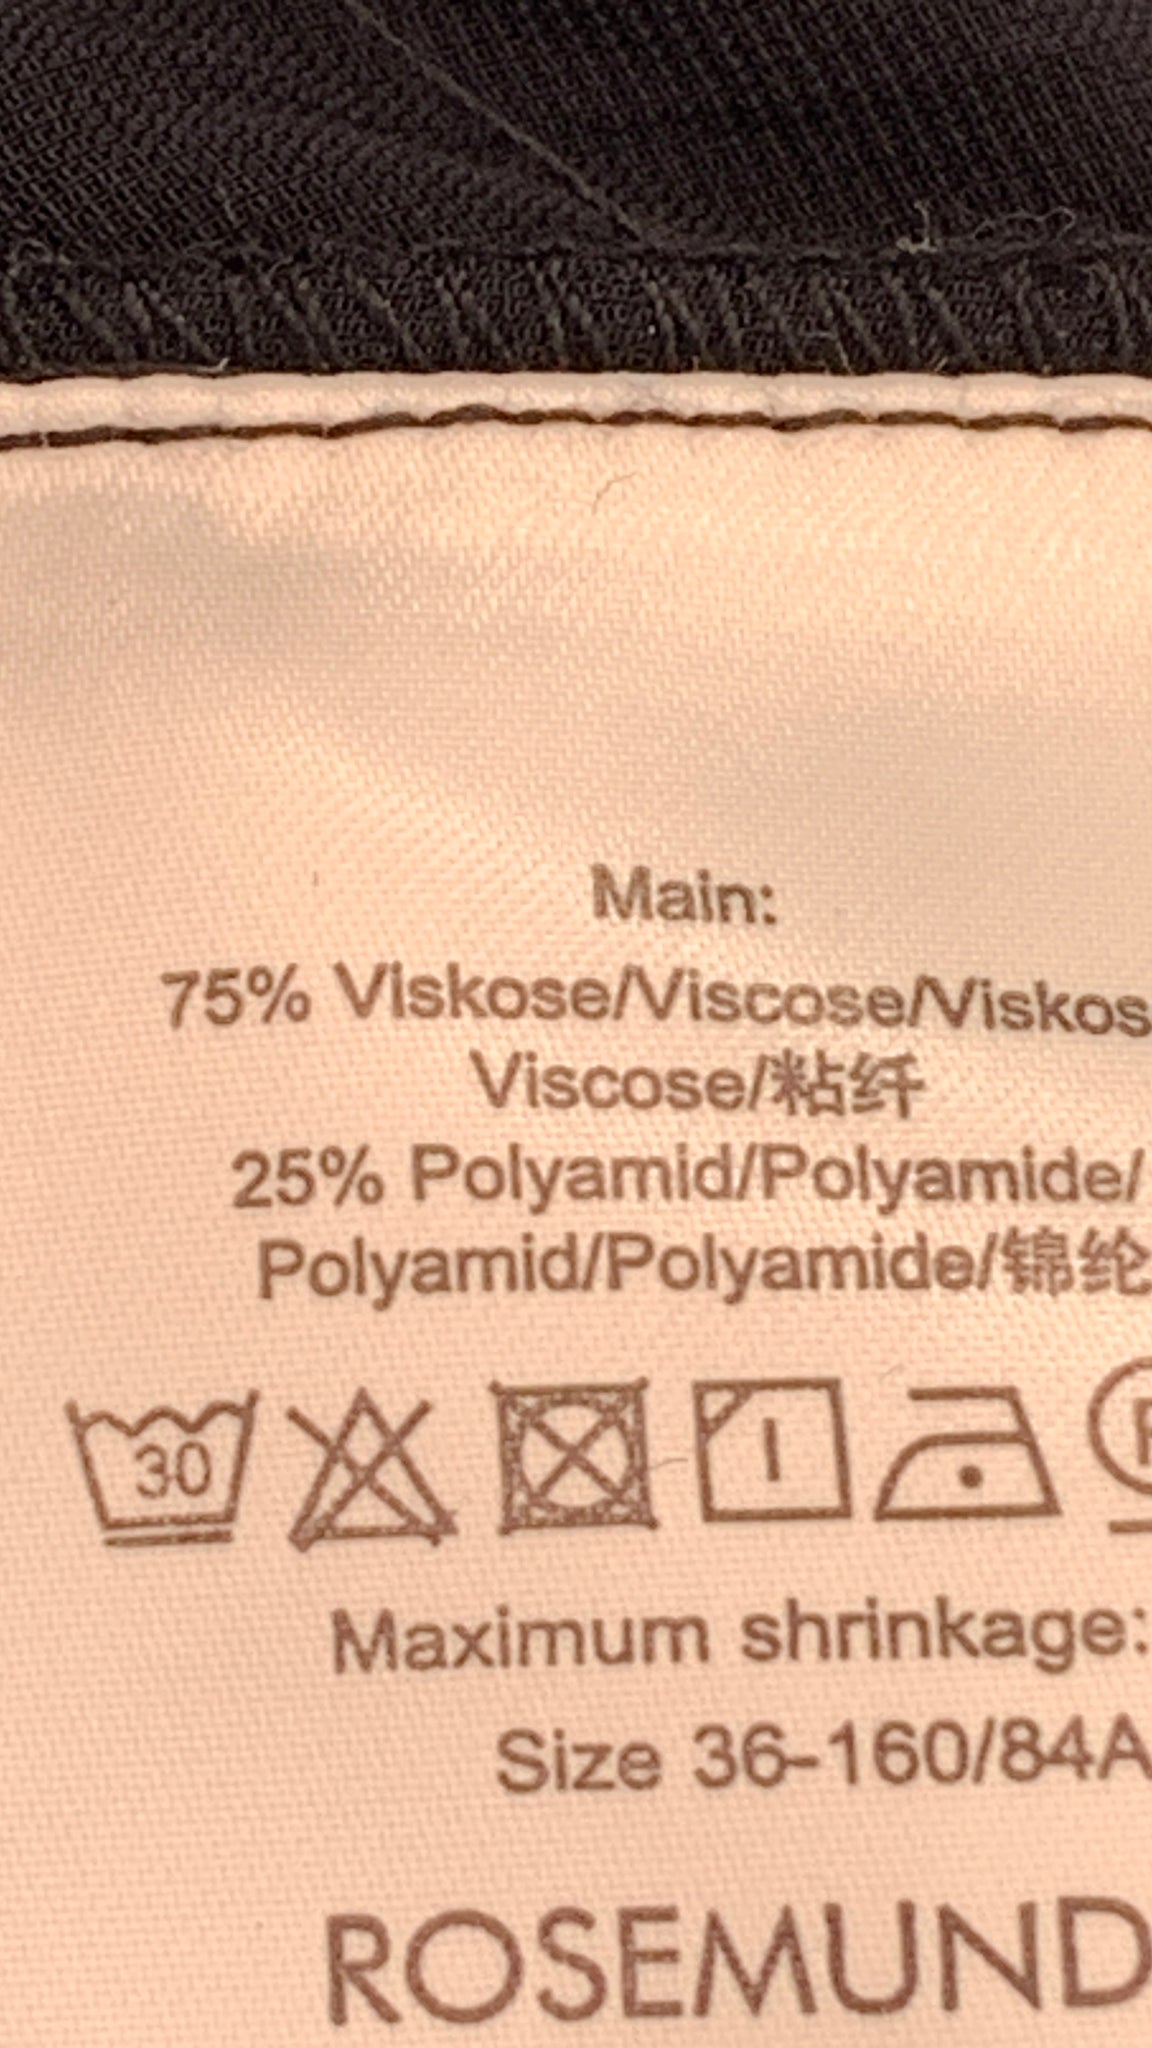 Main:
75% Viskose/Viscose/Viskos
Viscose/粘纤
25% Polyamid/Polyamide/
Polyamid/Polyamide/锦纶
30
Maximum shrinkage:
Size 36-160/84A
ROSEMUND